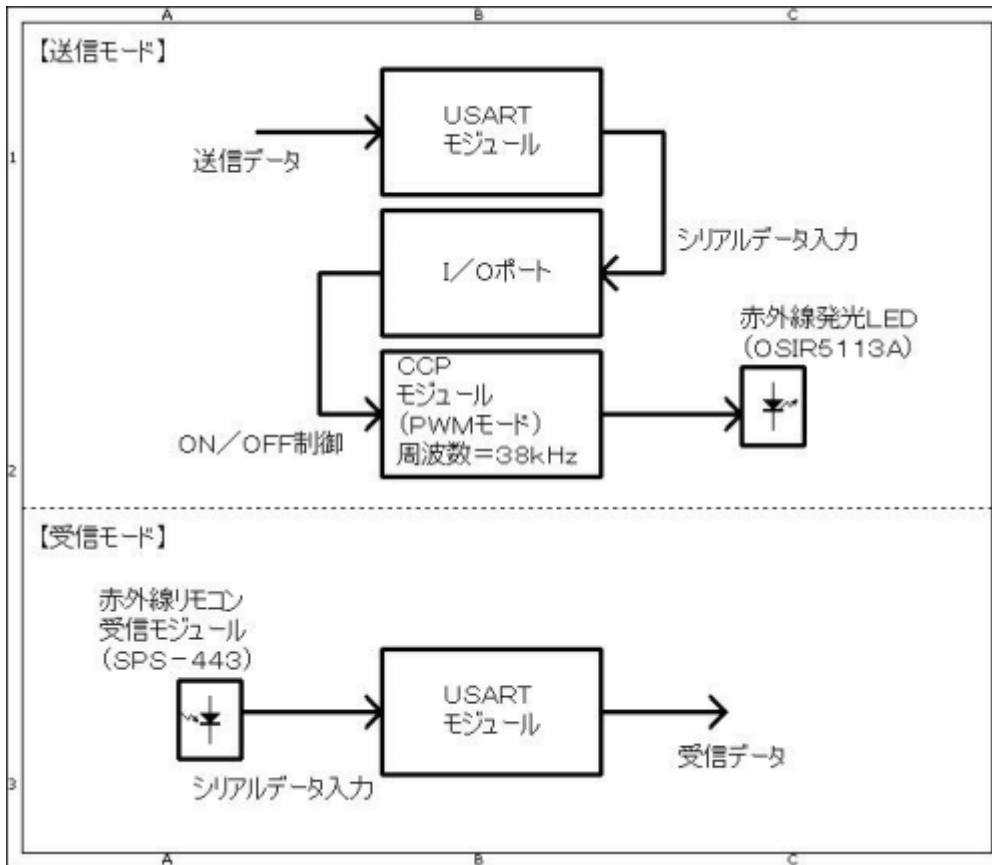 A B C
【送信モード】
USART
モジュール
1
送信データ
シリアルデータ入力
I/Oポート
赤外線発光LED
(OSIR5113A)
CCP
モジュール
(PWMモード)
周波数=38kHz
ON/OFF制御
2
【受信モード】
赤外線リモコン
受信モジュール
(SPS-443)
USART
モジュール
受信データ
シリアルデータ入力
3
A B C